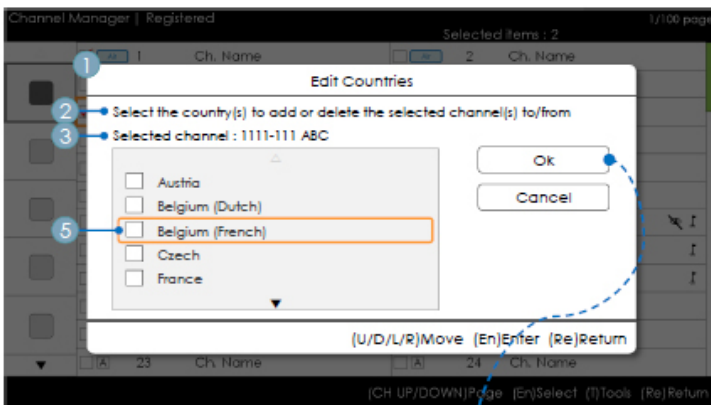 Channel Manager | Registered
1/100 page
Selected items : 2
Air 1 Ch. Name
Air 2 Ch. Name
1
Edit Countries
2 Select the country(s) to add or delete the selected channel(s) to/from
3 Selected channel : 1111-111 ABC
Ok
Austria
Cancel
Belgium (Dutch)
5 Belgium (French)
Czech
France
(U/D/L/R)Move (En)Enter (Re)Return
A 23 Ch. Name
A 24 Ch. Name
(CH UP/DOWN)Page (En)Select (T)Tools (Re)Return